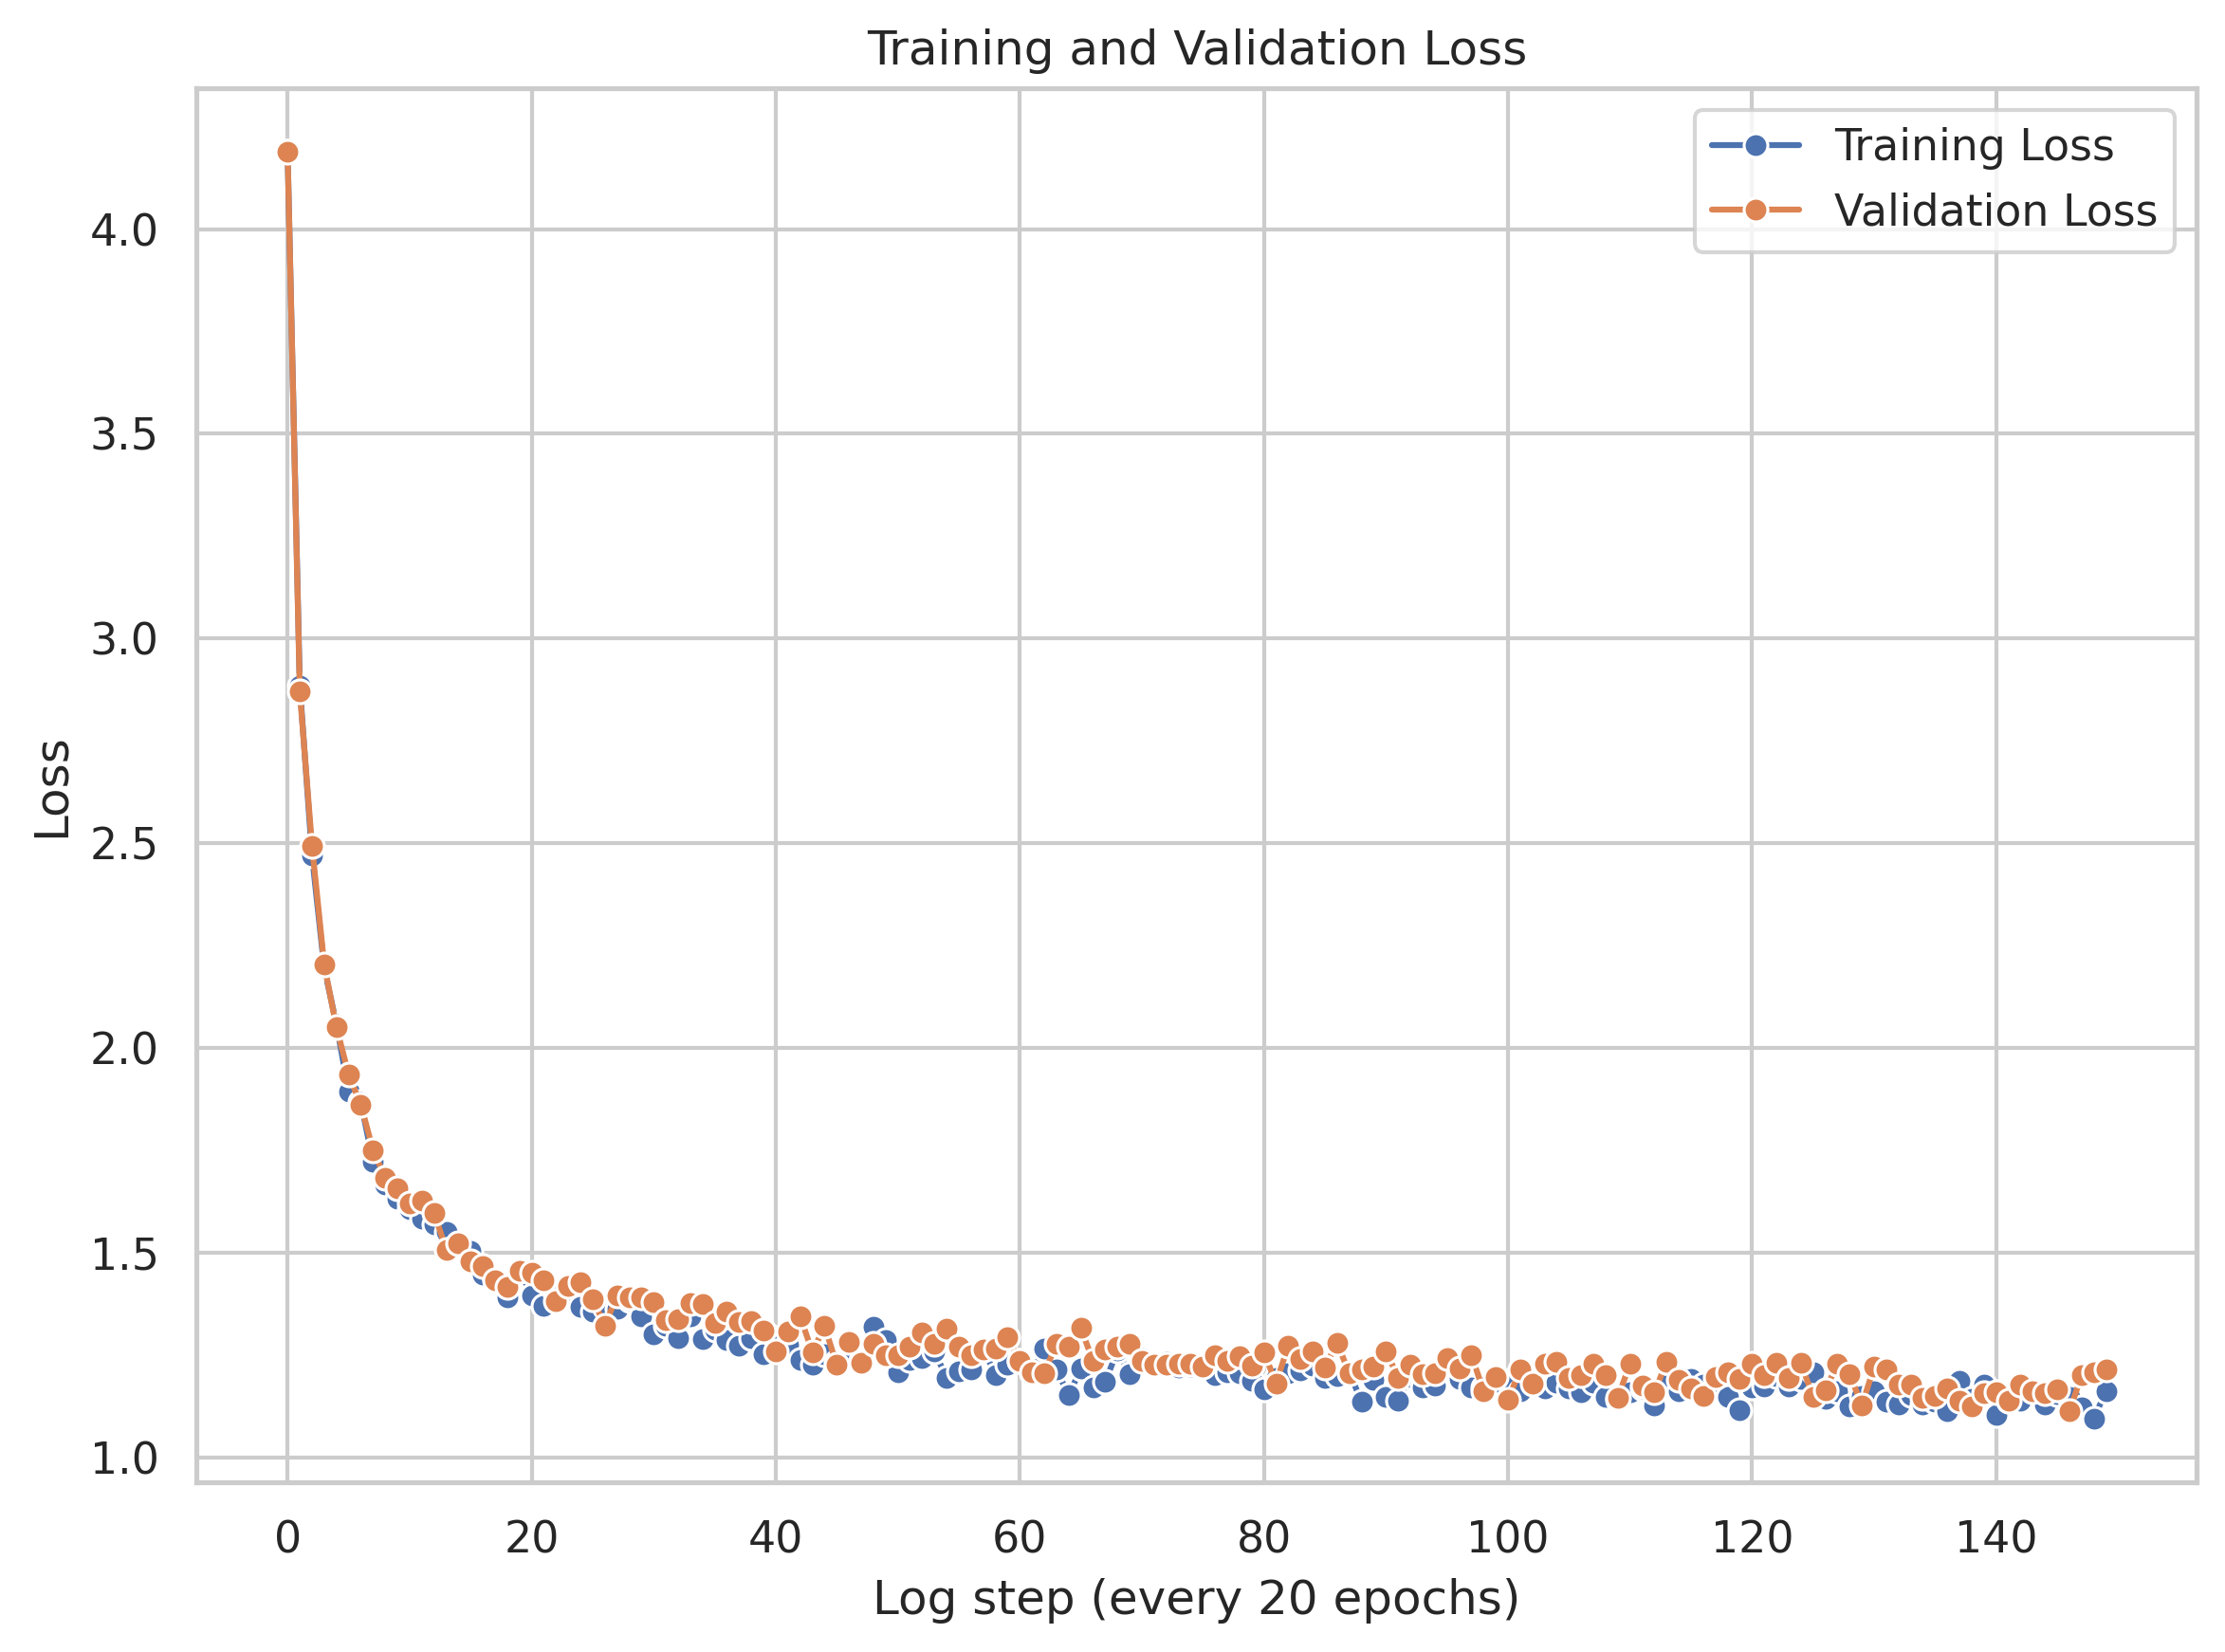 Training and Validation Loss
Training Loss
Validation Loss
4.0
3.5
3.0
2.5
2.0
1.5
1.0
Loss
0 20 40 60 80 100 120 140
Log step (every 20 epochs)